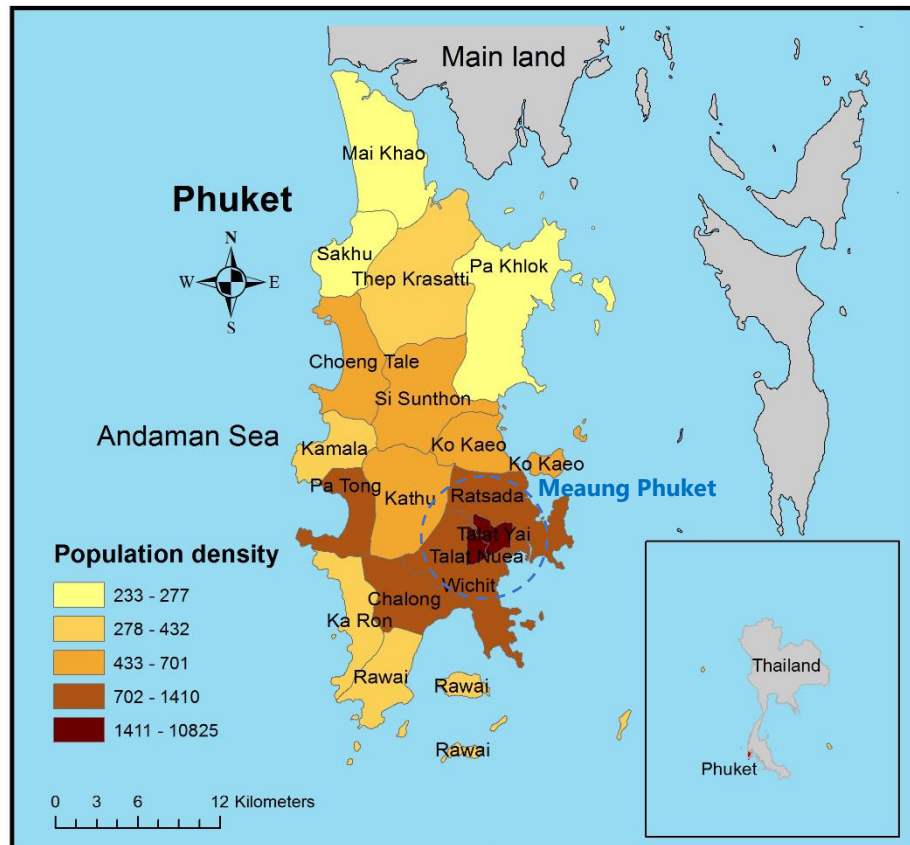 Main land
Mai Khao
Phuket
N
W
E
S
Sakhu
Pa Khlok
Thep Krasatti
Choeng Tale
Si Sunthon
Andaman Sea
Kamala
Ko Kaeo
Ko Kaeo
Pa Tong
Kathu
Ratsada
Meaung Phuket
Talat Yai
Talat Nuea
Wichit
Chalong
Ka Ron
Rawai
Rawai
Rawai
Population density
233 - 277
278 - 432
433 - 701
702 - 1410
1411 - 10825
0 3 6 12 Kilometers
Thailand
Phuket